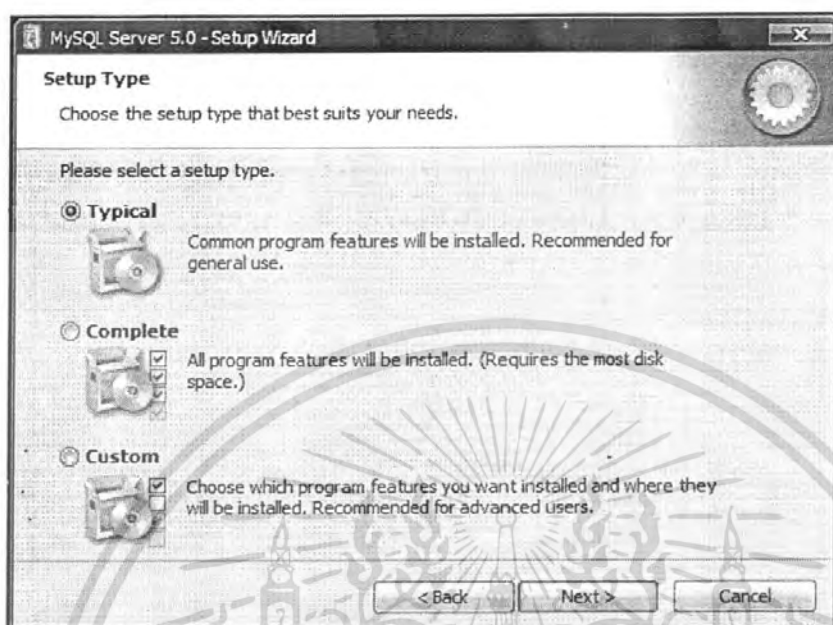 MySQL Server 5.0 - Setup Wizard
Setup Type
Choose the setup type that best suits your needs.
Please select a setup type.
Typical
Common program features will be installed. Recommended for
general use.
Complete
All program features will be installed. (Requires the most disk
space.)
Custom
Choose which program features you want installed and where they
will be installed. Recommended for advanced users.
< Back
Next >
Cancel